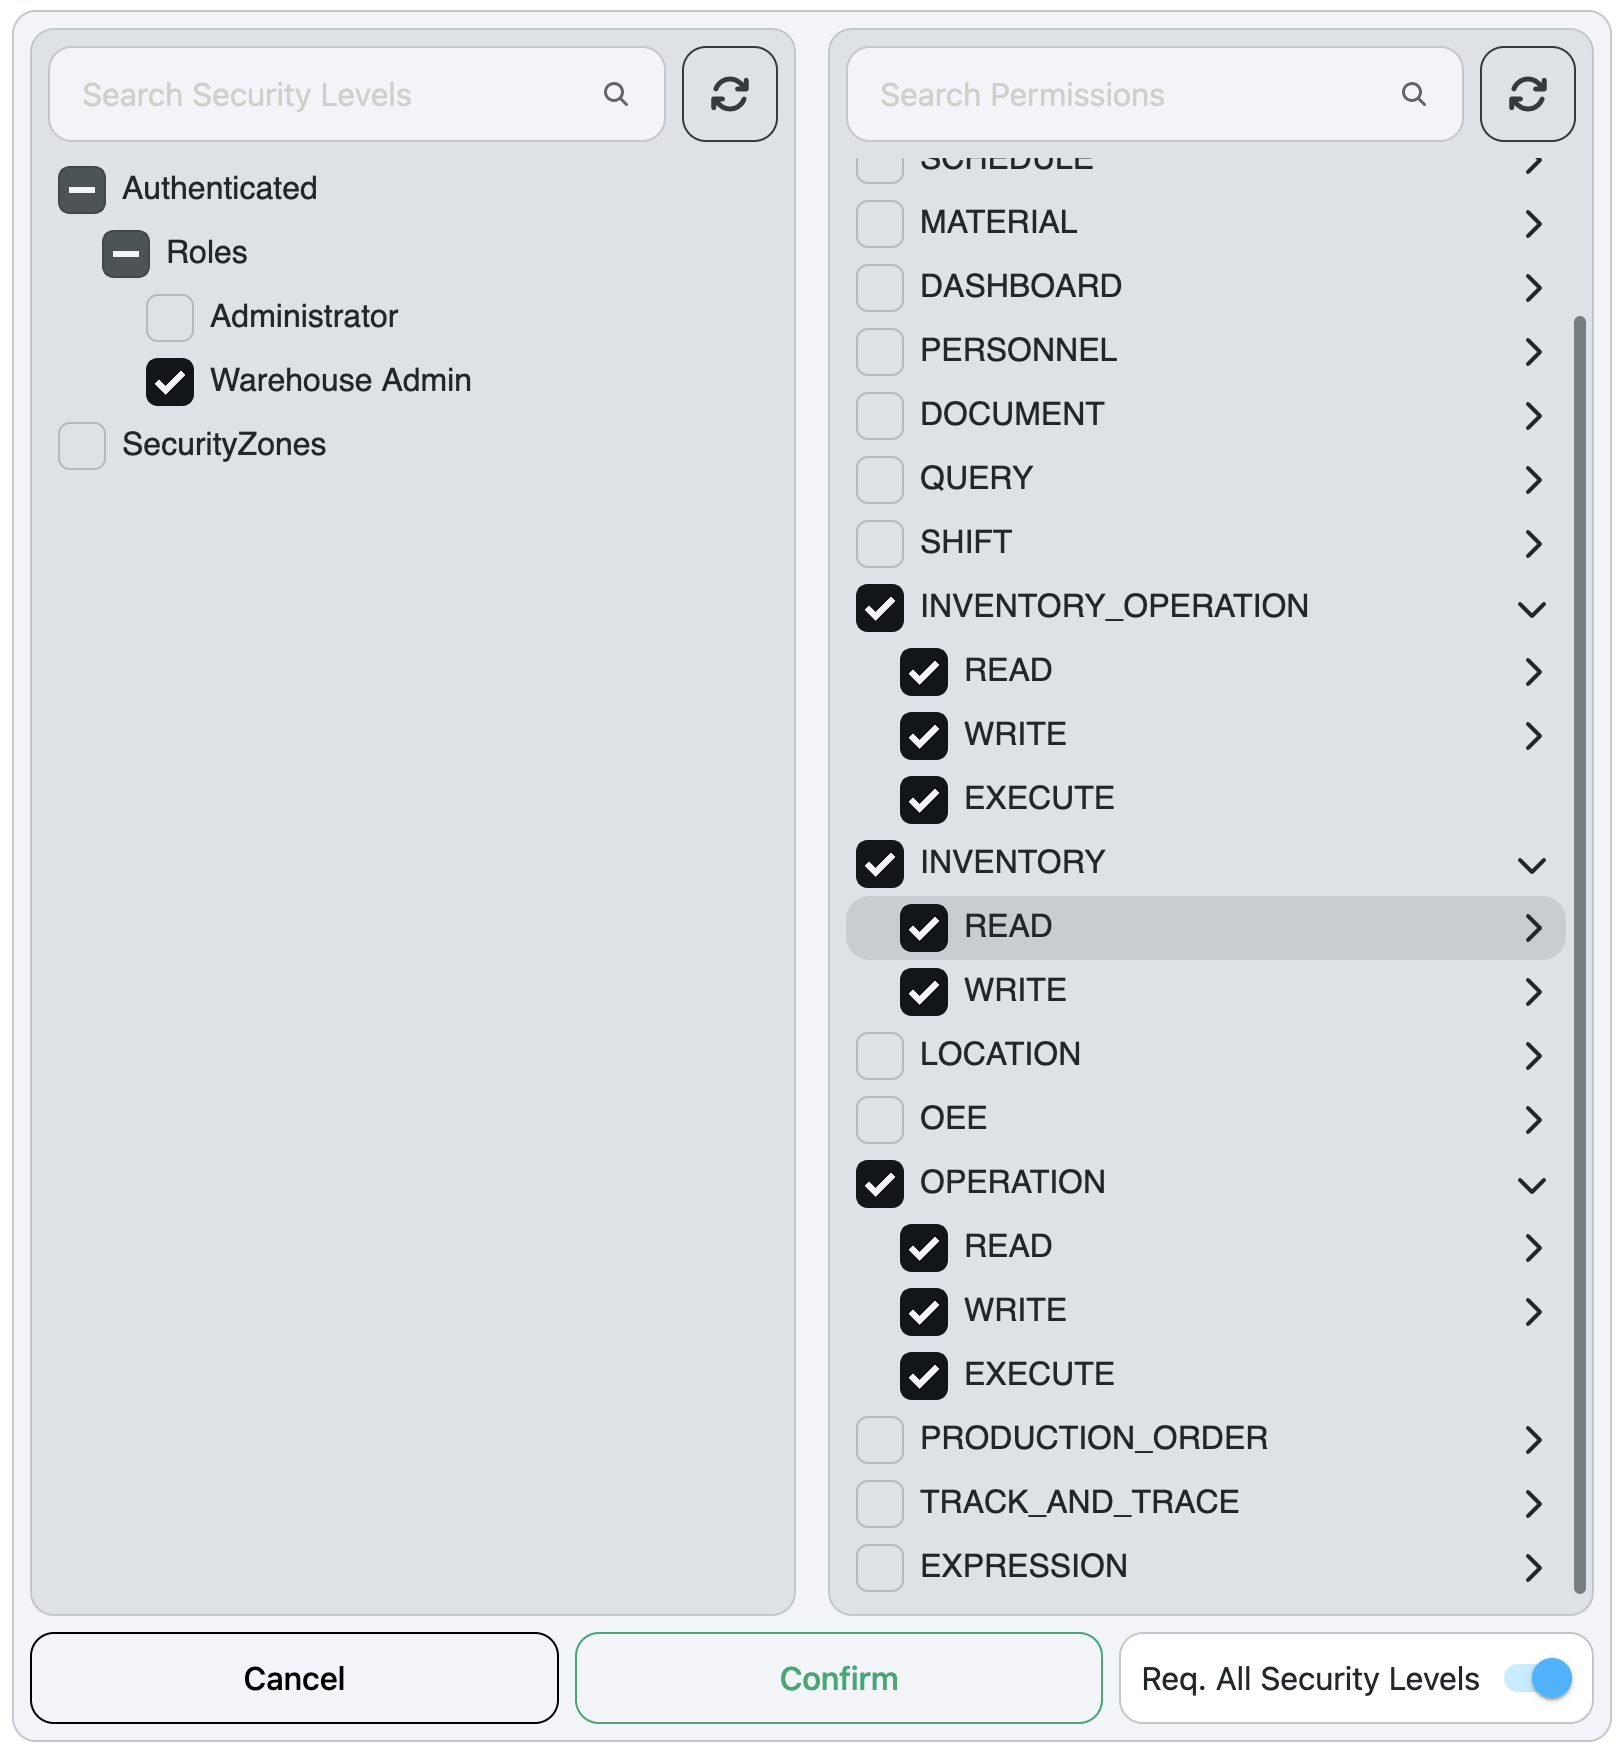 Search Security Levels
Authenticated
Roles
Administrator
Warehouse Admin
SecurityZones
Search Permissions
SCHEDULE
MATERIAL
DASHBOARD
PERSONNEL
DOCUMENT
QUERY
SHIFT
INVENTORY_OPERATION
READ
WRITE
EXECUTE
INVENTORY
READ
WRITE
LOCATION
OEE
OPERATION
READ
WRITE
EXECUTE
PRODUCTION_ORDER
TRACK_AND_TRACE
EXPRESSION
Cancel
Confirm
Req. All Security Levels